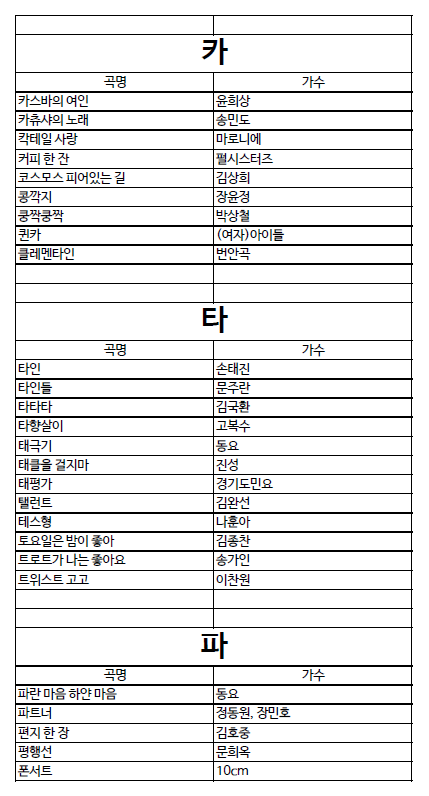 카
곡명 가수
카스바의 여인 윤희상
카츄샤의 노래 송민도
칵테일 사랑 마로니에
커피 한 잔 펄시스터즈
코스모스 피어있는 길 김상희
콩깍지 장윤정
쿵짝쿵짝 박상철
퀸카 (여자)아이들
클레멘타인 번안곡
타
곡명 가수
타인 손태진
타인들 문주란
타타타 김국환
타향살이 고복수
태극기 동요
태클을 걸지마 진성
태평가 경기도민요
탤런트 김완선
테스형 나훈아
토요일은 밤이 좋아 김종찬
트로트가 나는 좋아요 송가인
트위스트 고고 이찬원
파
곡명 가수
파란 마음 하얀 마음 동요
파트너 정동원, 장민호
편지 한 장 김호중
평행선 문희옥
폰서트 10cm